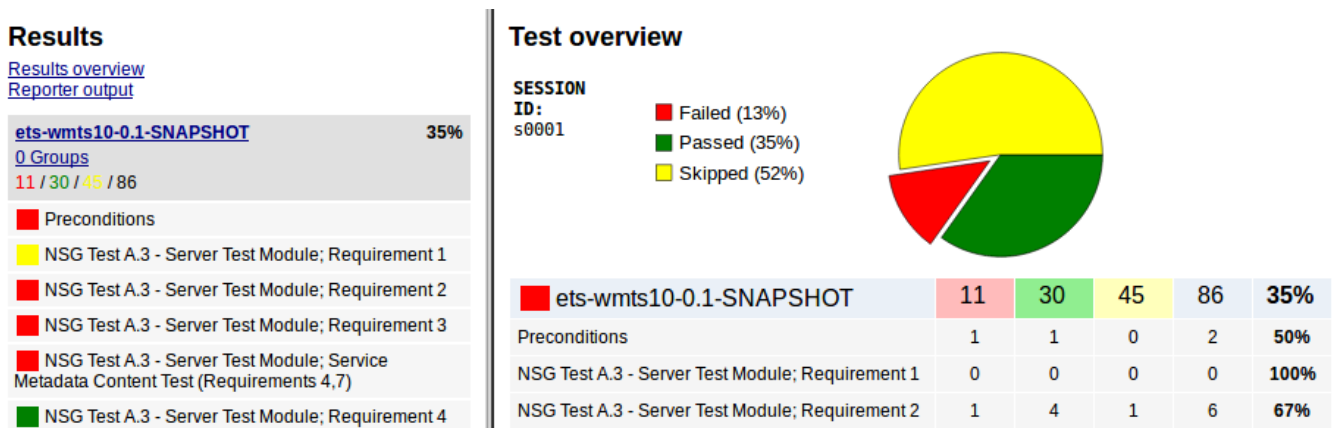 Results
Results overview
Reporter output
ets-wmts10-0.1-SNAPSHOT 35%
0 Groups
11 / 30 / 45 / 86
Preconditions
NSG Test A.3 - Server Test Module; Requirement 1
NSG Test A.3 - Server Test Module; Requirement 2
NSG Test A.3 - Server Test Module; Requirement 3
NSG Test A.3 - Server Test Module; Service
Metadata Content Test (Requirements 4,7)
NSG Test A.3 - Server Test Module; Requirement 4
Test overview
SESSION
ID:
s0001
Failed (13%)
Passed (35%)
Skipped (52%)
ets-wmts10-0.1-SNAPSHOT 11 30 45 86 35%
Preconditions 1 1 0 2 50%
NSG Test A.3 - Server Test Module; Requirement 1 0 0 0 0 100%
NSG Test A.3 - Server Test Module; Requirement 2 1 4 1 6 67%